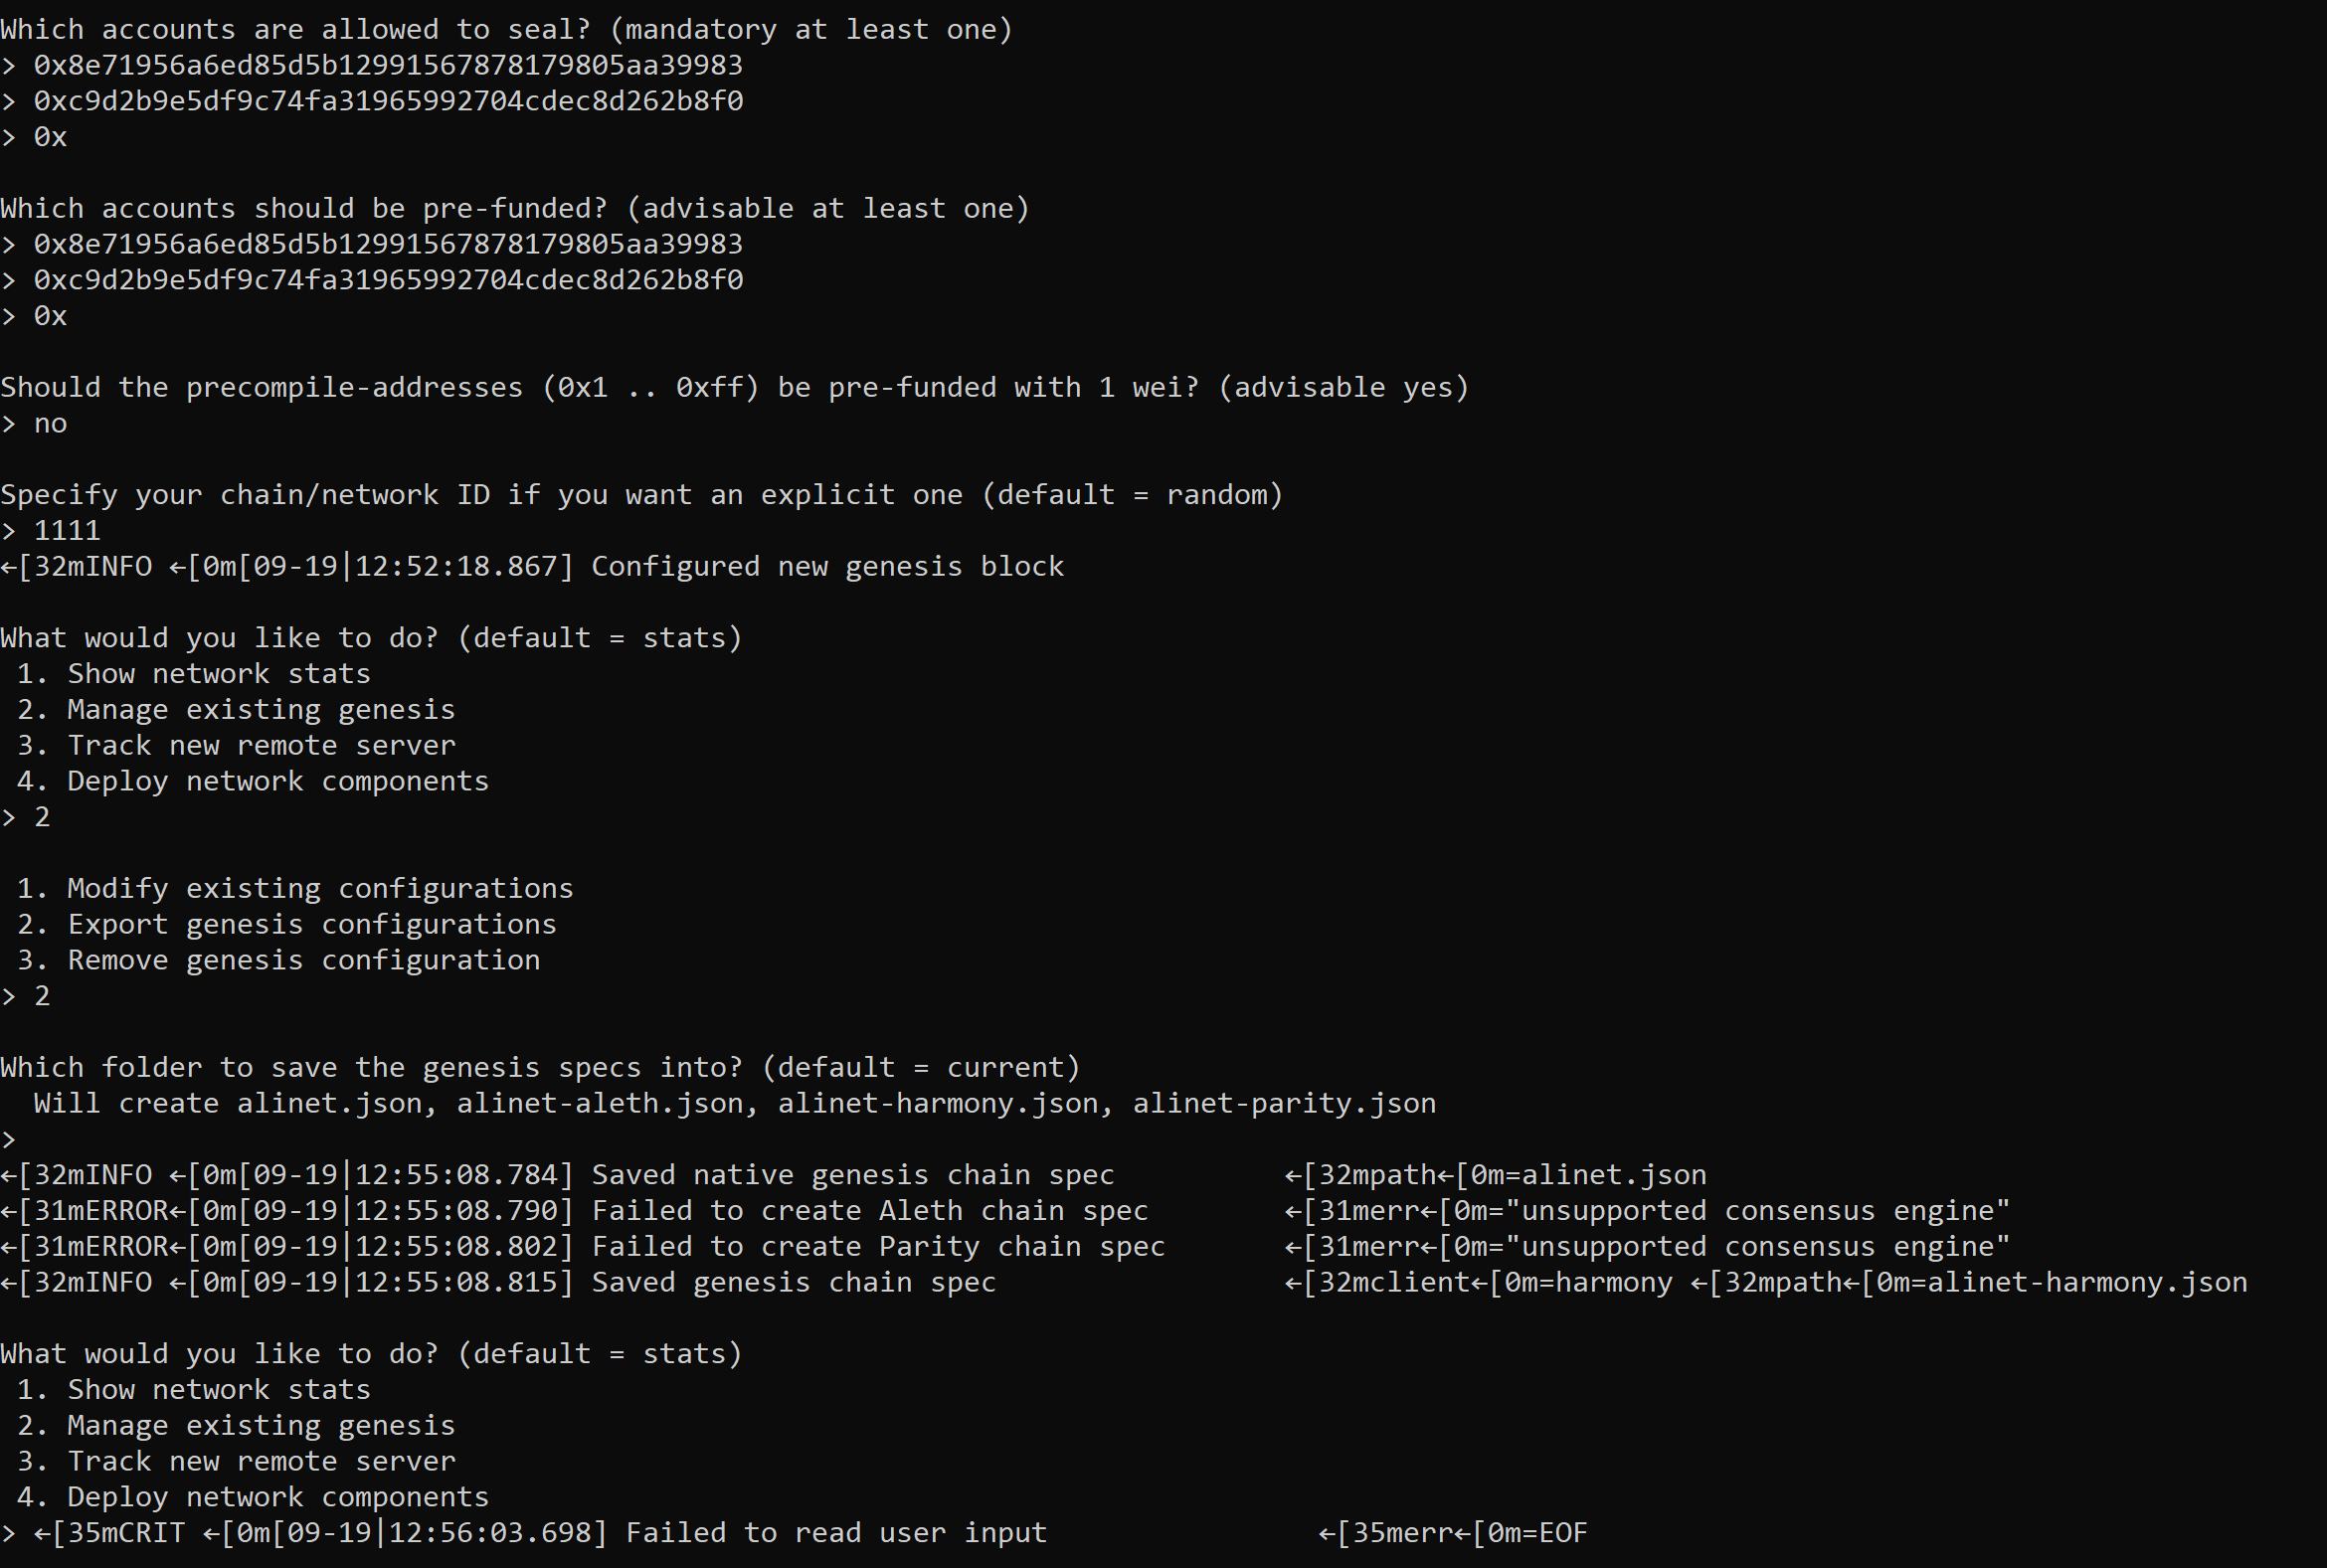 Which accounts are allowed to seal? (mandatory at least one)
> 0x8e71956a6ed85d5b12991567878179805aa39983
> 0xc9d2b9e5df9c74fa31965992704cdec8d262b8f0
> 0x
Which accounts should be pre-funded? (advisable at least one)
> 0x8e71956a6ed85d5b12991567878179805aa39983
> 0xc9d2b9e5df9c74fa31965992704cdec8d262b8f0
> 0x
Should the precompile-addresses (0x1 .. 0xff) be pre-funded with 1 wei? (advisable yes)
> no
Specify your chain/network ID if you want an explicit one (default = random)
> 1111
←[32mINFO ←[0m[09-19|12:52:18.867] Configured new genesis block
What would you like to do? (default = stats)
 1. Show network stats
 2. Manage existing genesis
 3. Track new remote server
 4. Deploy network components
> 2
 1. Modify existing configurations
 2. Export genesis configurations
 3. Remove genesis configuration
> 2
Which folder to save the genesis specs into? (default = current)
  Will create alinet.json, alinet-aleth.json, alinet-harmony.json, alinet-parity.json
>
←[32mINFO ←[0m[09-19|12:55:08.784] Saved native genesis chain spec          ←[32mpath←[0m=alinet.json
←[31mERROR←[0m[09-19|12:55:08.790] Failed to create Aleth chain spec        ←[31merr←[0m="unsupported consensus engine"
←[31mERROR←[0m[09-19|12:55:08.802] Failed to create Parity chain spec       ←[31merr←[0m="unsupported consensus engine"
←[32mINFO ←[0m[09-19|12:55:08.815] Saved genesis chain spec                 ←[32mclient←[0m=harmony ←[32mpath←[0m=alinet-harmony.json
What would you like to do? (default = stats)
 1. Show network stats
 2. Manage existing genesis
 3. Track new remote server
 4. Deploy network components
> ←[35mCRIT ←[0m[09-19|12:56:03.698] Failed to read user input                ←[35merr←[0m=EOF